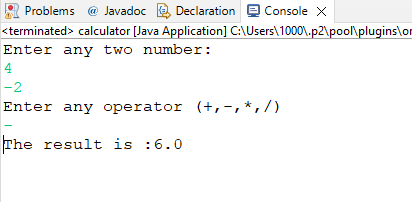 Problems @ Javadoc Declaration Console
<terminated> calculator [Java Application] C:\Users\1000\.p2\pool\plugins\or
Enter any two number:
4
-2
Enter any operator (+,-,*,/)
-
The result is :6.0